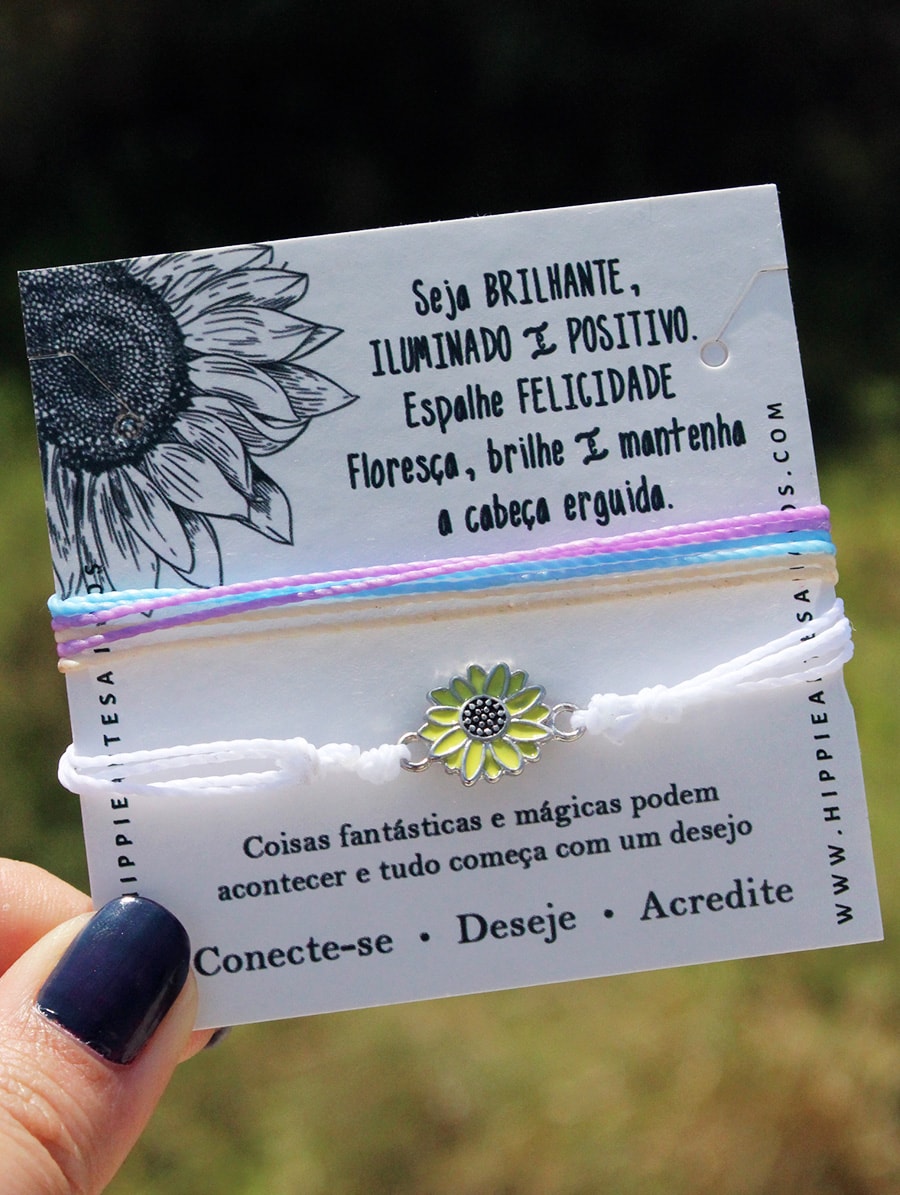 Seja BRILHANTE,
ILUMINADO & POSITIVO.
Espalhe FELICIDADE
Floresça, brilhe & mantenha
a cabeça erguida.
Coisas fantásticas e mágicas podem
acontecer e tudo começa com um desejo
Conecte-se • Deseje • Acredite